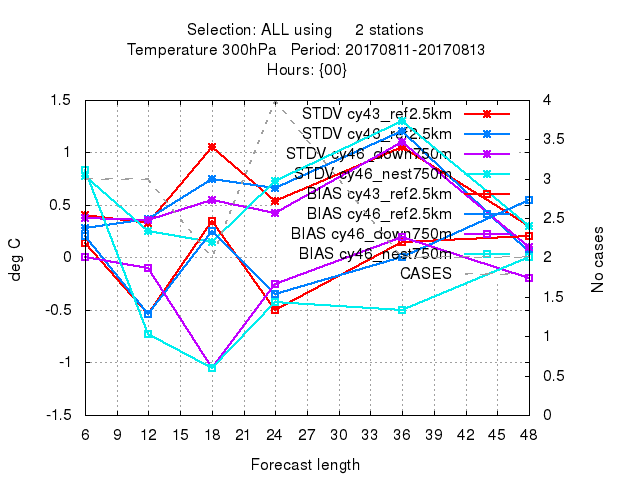 Selection: ALL using 2 stations
Temperature 300hPa Period: 20170811-20170813
Hours: {00}
STDV cy43_ref2.5km
STDV cy46_ref2.5km
STDV cy46_down750m
STDV cy46_nest750m
BIAS cy43_ref2.5km
BIAS cy46_ref2.5km
BIAS cy46_down750m
BIAS cy46_nest750m
CASES
deg C
1.5
1
0.5
0
-0.5
-1
-1.5
4
3.5
3
2.5
2
1.5
1
0.5
0
No cases
6 9 12 15 18 21 24 27 30 33 36 39 42 45 48
Forecast length